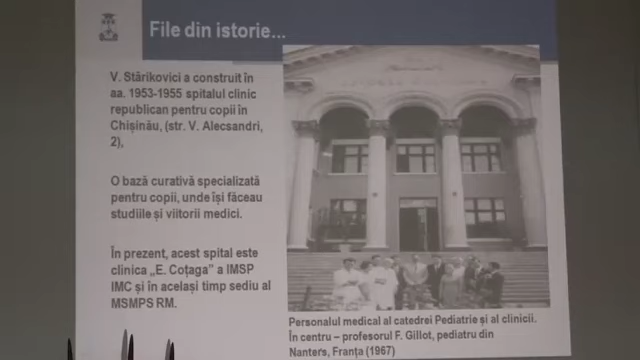 File din istorie...
V. Stărikovici a construit în
aa. 1953-1955 spitalul clinic
republican pentru copii în
Chișinău, (str. V. Alecsandri,
2),
O bază curativă specializată
pentru copii, unde își făceau
studiile și viitorii medici.
În prezent, acest spital este
clinica „E. Coțaga” a IMSP
IMC și în același timp sediul al
MSMPS RM.
Personalul medical al catedrei Pediatrie și al clinicii.
În centru – profesorul F. Gillot, pediatru din
Nanters, Franța (1967)